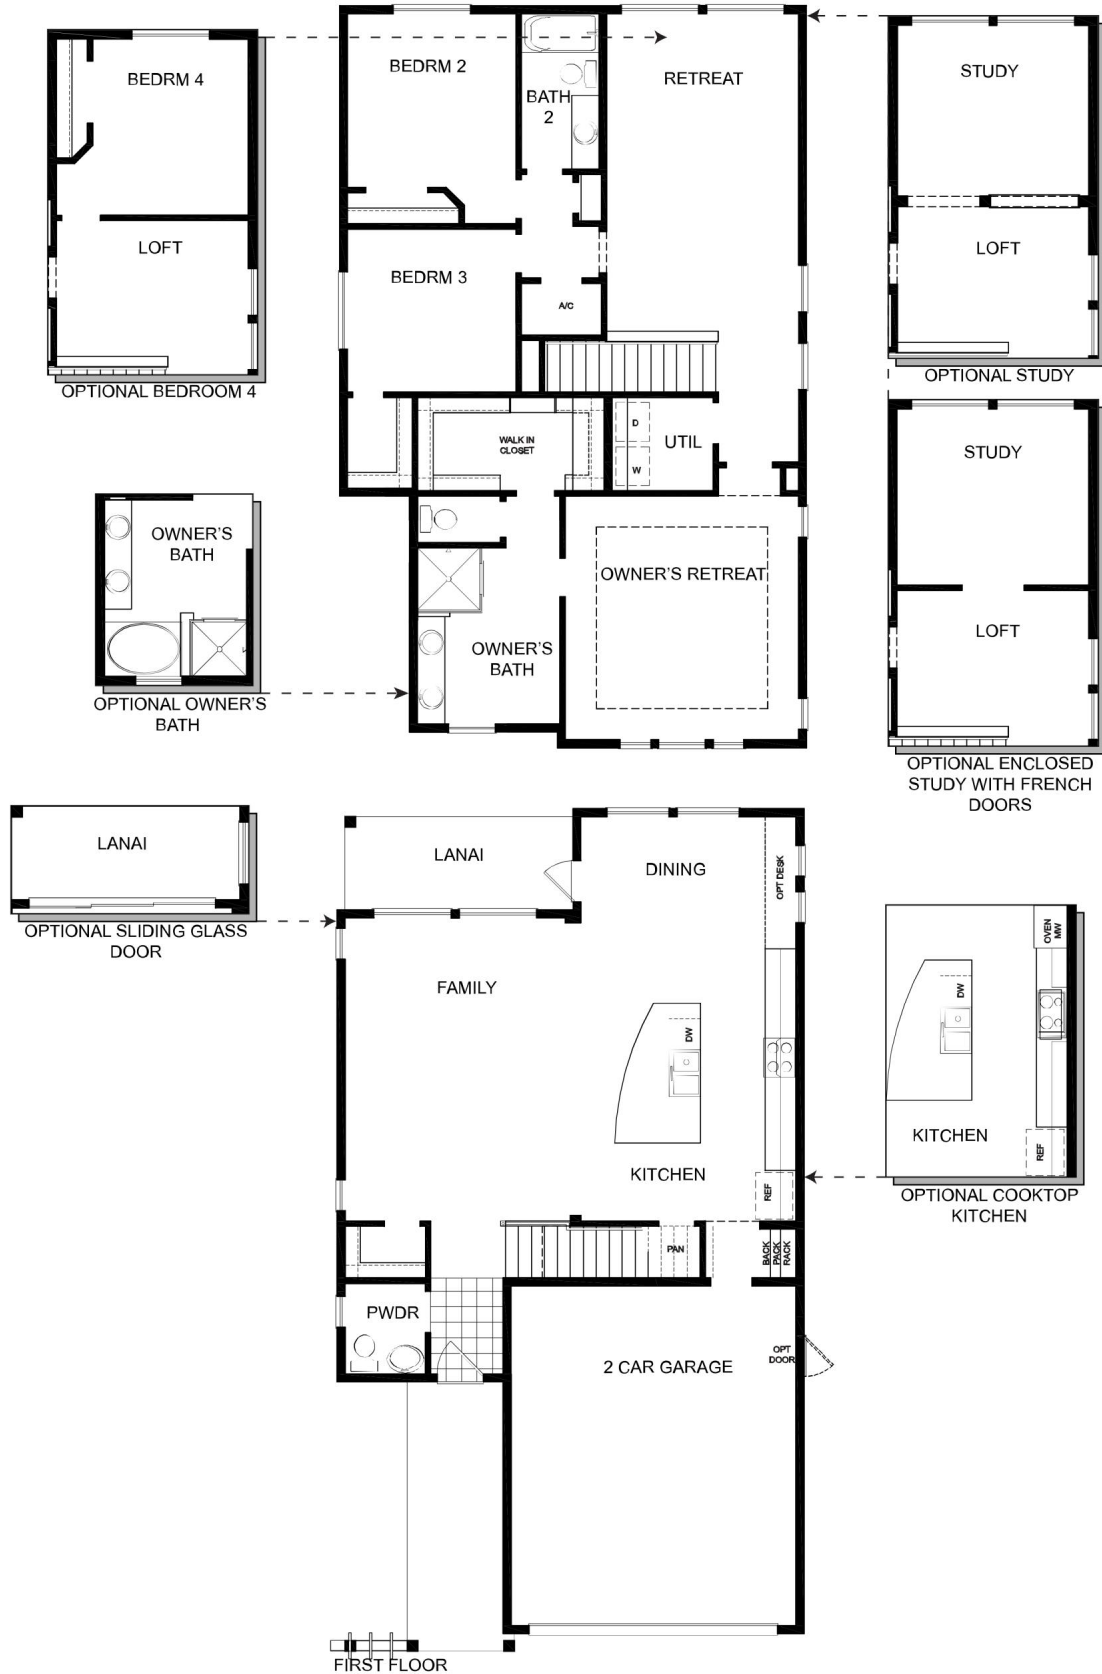 BEDRM 4
LOFT
OPTIONAL BEDROOM 4
BEDRM 2
BATH
2
RETREAT
BEDRM 3
A/C
WALK IN
CLOSET
D
W
UTIL
OWNER'S RETREAT
OWNER'S
BATH
STUDY
LOFT
OPTIONAL STUDY
STUDY
LOFT
OPTIONAL ENCLOSED
STUDY WITH FRENCH
DOORS
OWNER'S
BATH
OPTIONAL OWNER'S
BATH
LANAI
OPTIONAL SLIDING GLASS
DOOR
LANAI
DINING
OPT DESK
FAMILY
DW
KITCHEN
REF
PAN
BACK
PACK
RACK
PWDR
2 CAR GARAGE
OPT
DOOR
OVEN
MW
DW
KITCHEN
REF
OPTIONAL COOKTOP
KITCHEN
FIRST FLOOR